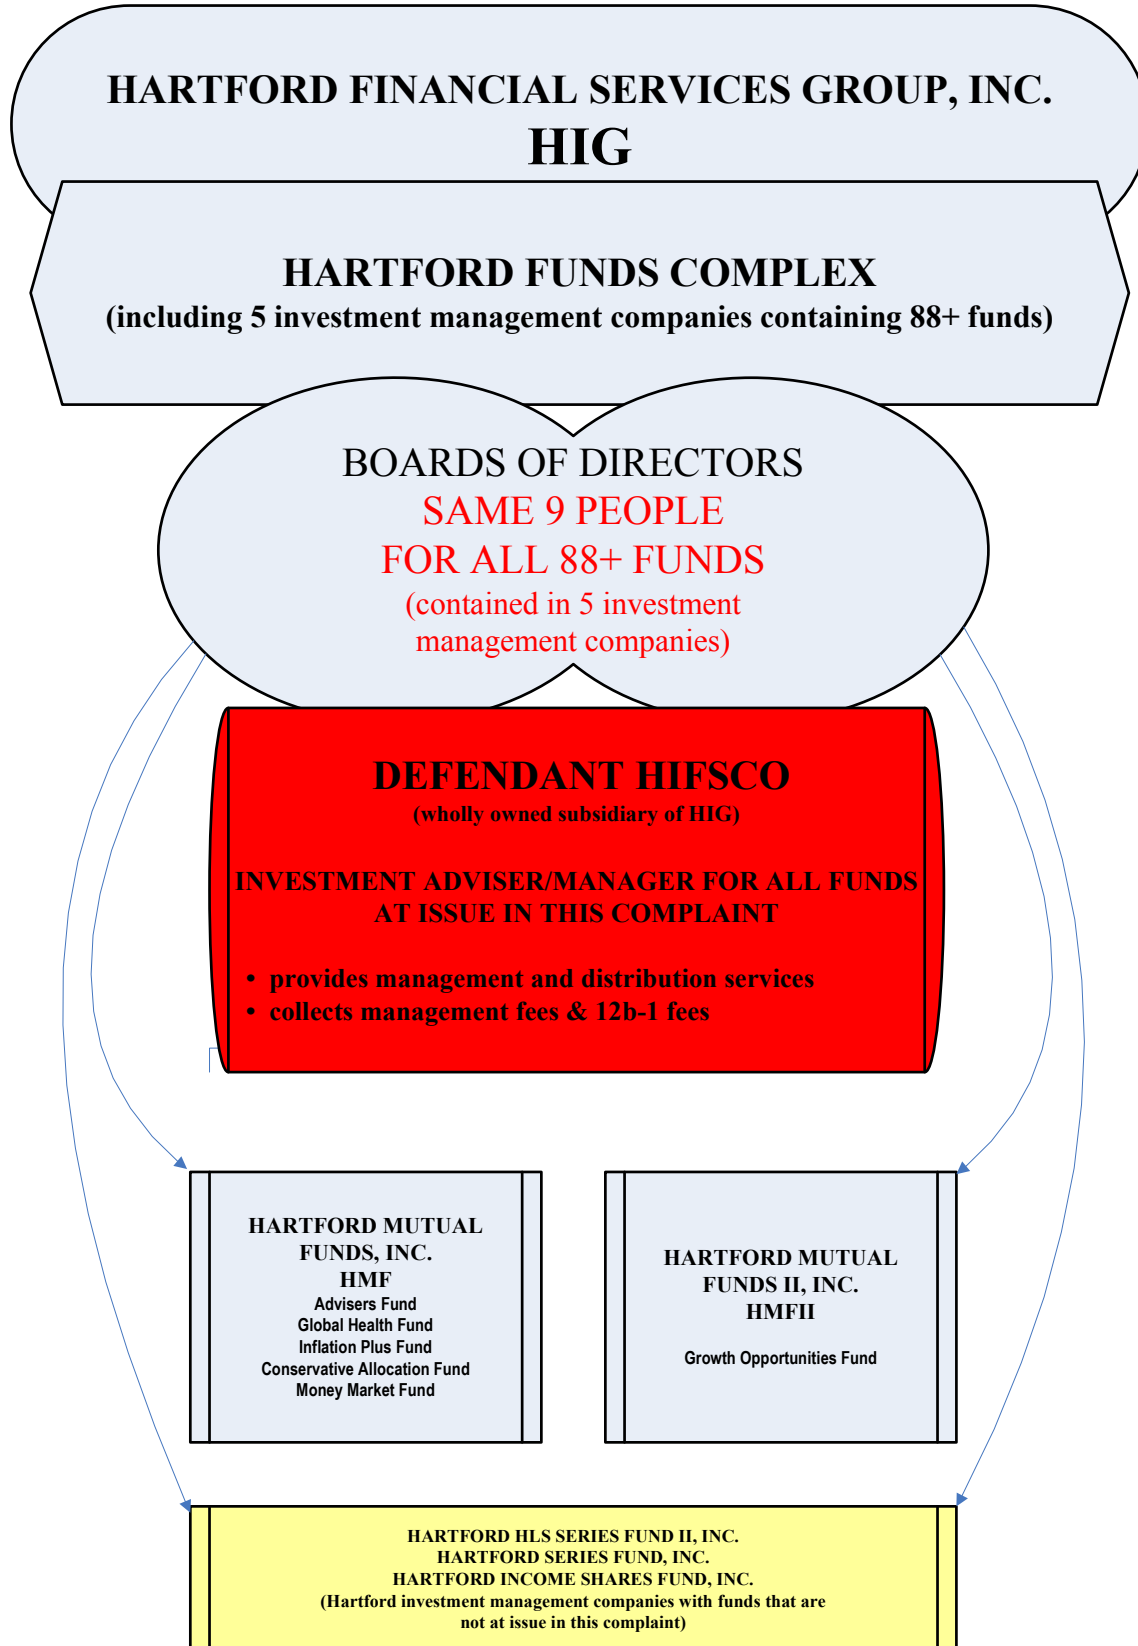 HARTFORD FINANCIAL SERVICES GROUP, INC.
HIG
HARTFORD FUNDS COMPLEX
(including 5 investment management companies containing 88+ funds)
BOARDS OF DIRECTORS
SAME 9 PEOPLE
FOR ALL 88+ FUNDS
(contained in 5 investment
management companies)
DEFENDANT HIFSCO
(wholly owned subsidiary of HIG)
INVESTMENT ADVISER/MANAGER FOR ALL FUNDS
AT ISSUE IN THIS COMPLAINT
• provides management and distribution services
• collects management fees & 12b-1 fees
HARTFORD MUTUAL
FUNDS, INC.
HMF
Advisers Fund
Global Health Fund
Inflation Plus Fund
Conservative Allocation Fund
Money Market Fund
HARTFORD MUTUAL
FUNDS II, INC.
HMFII
Growth Opportunities Fund
HARTFORD HLS SERIES FUND II, INC.
HARTFORD SERIES FUND, INC.
HARTFORD INCOME SHARES FUND, INC.
(Hartford investment management companies with funds that are
not at issue in this complaint)